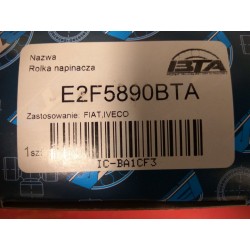 Nazwa
Rolka napinacza
BTA
E2F5890BTA
Zastosowanie: FIAT,IVECO
1sz
IC-BA1CF3